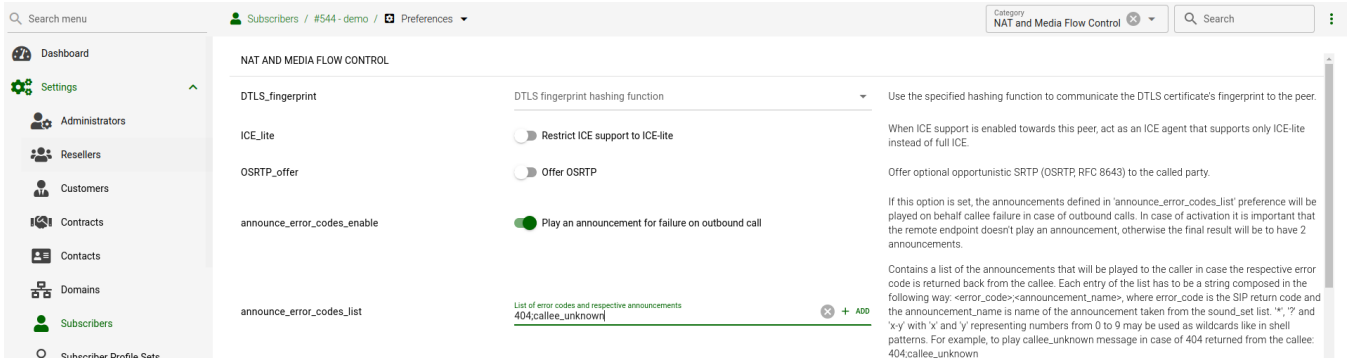 Search menu
Subscribers / #544 - demo / Preferences
Category
NAT and Media Flow Control
Search
Dashboard
Settings
Administrators
Resellers
Customers
Contracts
Contacts
Domains
Subscribers
Subscriber Profile Sets
NAT AND MEDIA FLOW CONTROL
DTLS_fingerprint
DTLS fingerprint hashing function
Use the specified hashing function to communicate the DTLS certificate's fingerprint to the peer.
ICE_lite
Restrict ICE support to ICE-lite
When ICE support is enabled towards this peer, act as an ICE agent that supports only ICE-lite
instead of full ICE.
OSRTP_offer
Offer OSRTP
Offer optional opportunistic SRTP (OSRTP, RFC 8643) to the called party.
announce_error_codes_enable
Play an announcement for failure on outbound call
If this option is set, the announcements defined in 'announce_error_codes_list' preference will be
played on behalf callee failure in case of outbound calls. In case of activation it is important that
the remote endpoint doesn't play an announcement, otherwise the final result will be to have 2
announcements.
announce_error_codes_list
List of error codes and respective announcements
404;callee_unknown
+ ADD
Contains a list of the announcements that will be played to the caller in case the respective error
code is returned back from the callee. Each entry of the list has to be a string composed in the
following way: <error_code>;<announcement_name>, where error_code is the SIP return code and
the announcement_name is name of the announcement taken from the sound_set list. '*', '?' and
'x-y' with 'x' and 'y' representing numbers from 0 to 9 may be used as wildcards like in shell
patterns. For example, to play callee_unknown message in case of 404 returned from the callee:
404;callee_unknown